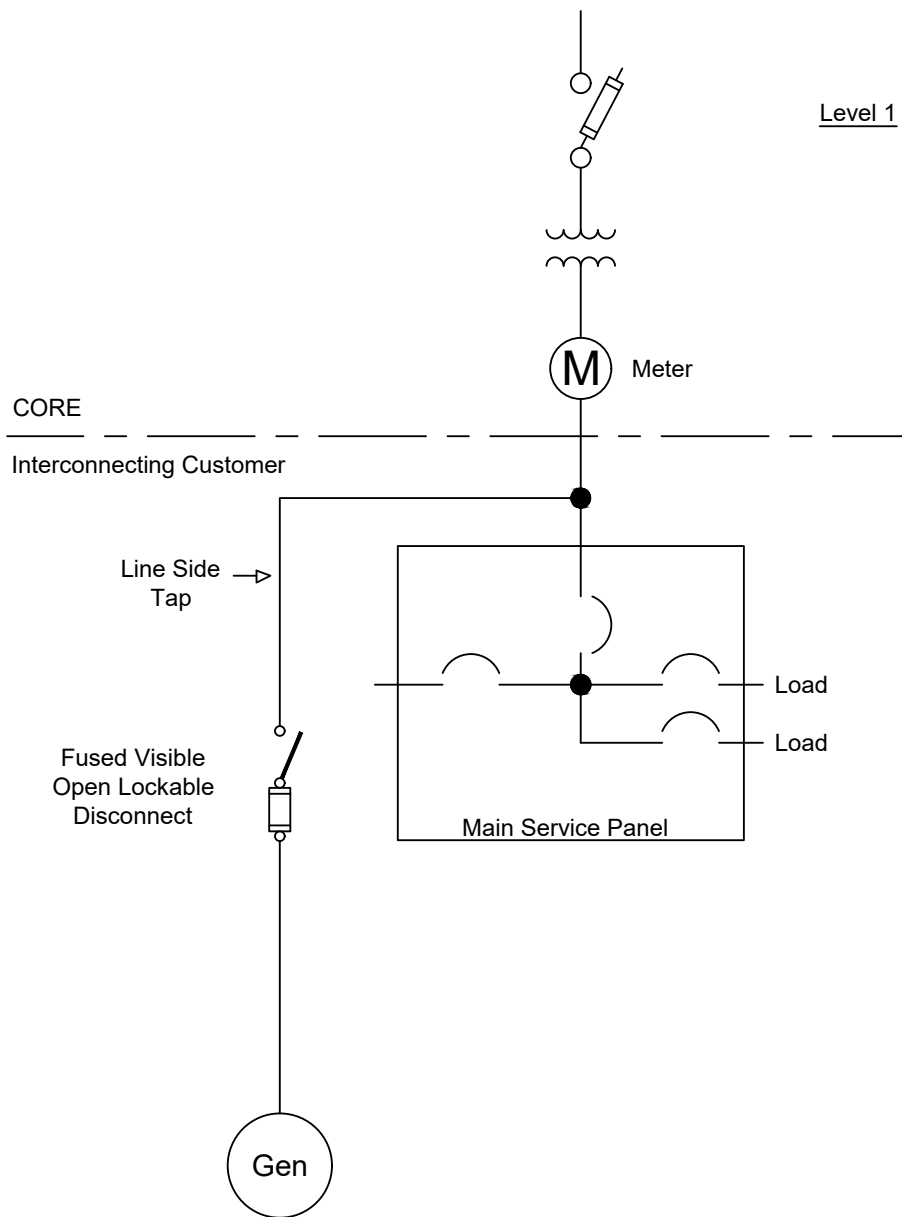 Level 1
M
Meter
CORE
Interconnecting Customer
Line Side
Tap
Load
Load
Fused Visible
Open Lockable
Disconnect
Main Service Panel
Gen